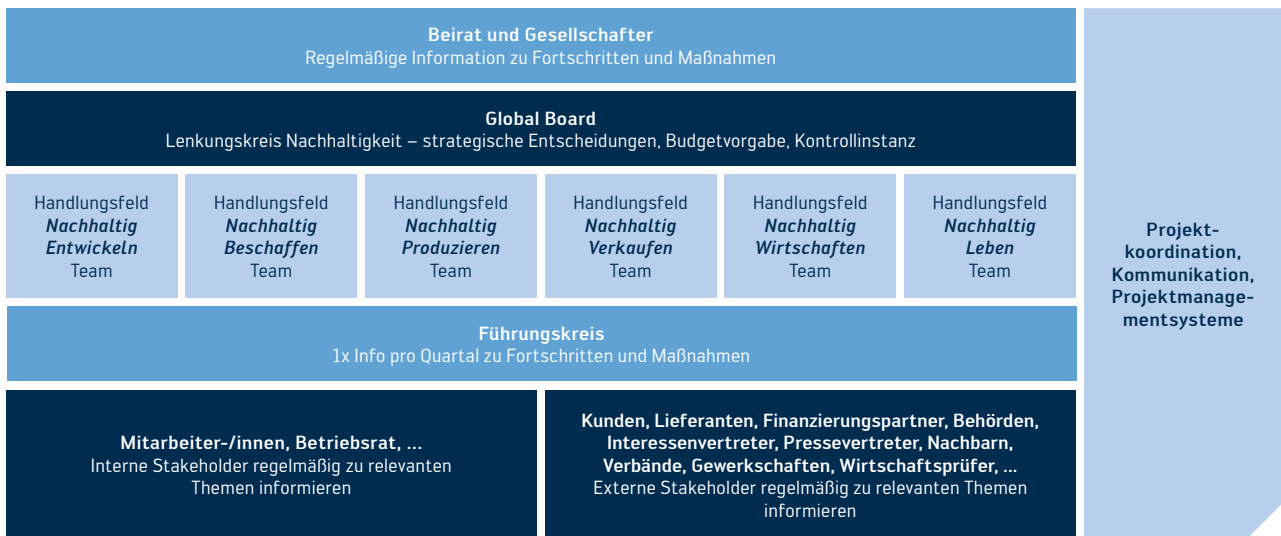 Beirat und Gesellschafter
Regelmäßige Information zu Fortschritten und Maßnahmen
Global Board
Lenkungskreis Nachhaltigkeit – strategische Entscheidungen, Budgetvorgabe, Kontrollinstanz
Handlungsfeld
Nachhaltig
Entwickeln
Team
Handlungsfeld
Nachhaltig
Beschaffen
Team
Handlungsfeld
Nachhaltig
Produzieren
Team
Handlungsfeld
Nachhaltig
Verkaufen
Team
Handlungsfeld
Nachhaltig
Wirtschaften
Team
Handlungsfeld
Nachhaltig
Leben
Team
Führungskreis
1x Info pro Quartal zu Fortschritten und Maßnahmen
Mitarbeiter-/innen, Betriebsrat, ...
Interne Stakeholder regelmäßig zu relevanten
Themen informieren
Kunden, Lieferanten, Finanzierungspartner, Behörden,
Interessenvertreter, Pressevertreter, Nachbarn,
Verbände, Gewerkschaften, Wirtschaftsprüfer, ...
Externe Stakeholder regelmäßig zu relevanten Themen
informieren
Projekt-
koordination,
Kommunikation,
Projektmanage-
mentsysteme